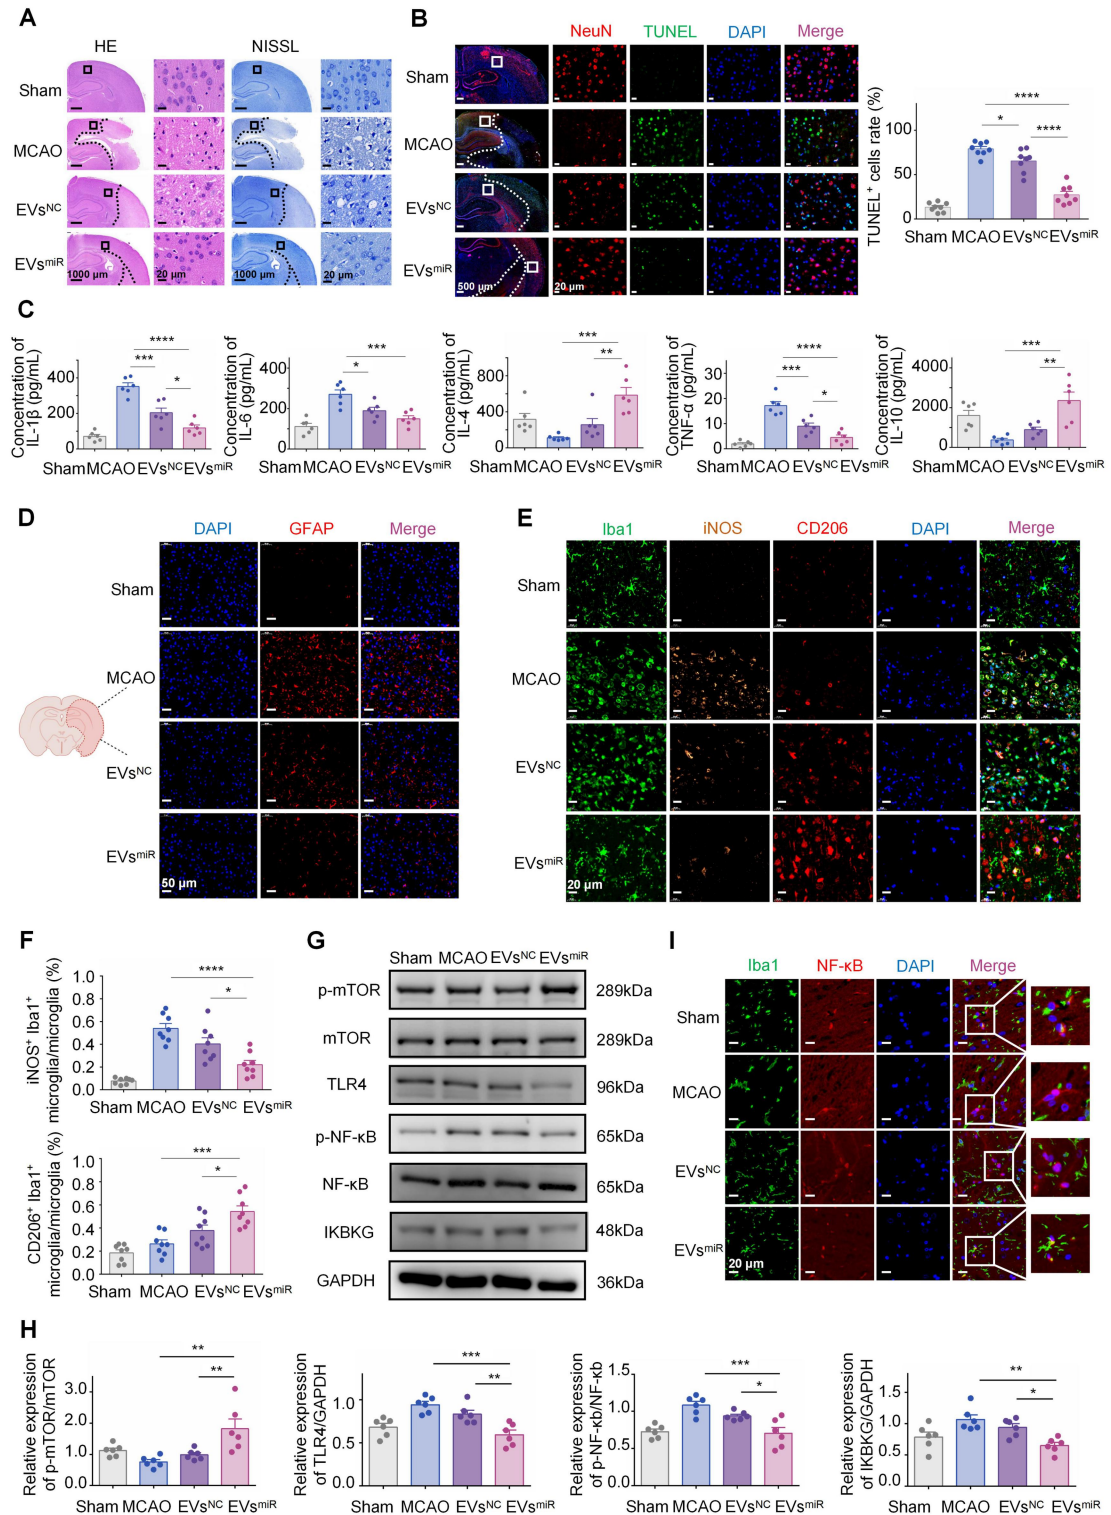 A
HE NISSL
Sham
MCAO
EVsNC
EVsmiR
1000 μm 20 μm 1000 μm 20 μm
B
NeuN TUNEL DAPI Merge
Sham
MCAO
EVsNC
EVsmiR
500 μm 20 μm
TUNEL+ cells rate (%)
100
50
0
* **** ****
Sham MCAO EVsNC EVsmiR
C
Concentration of IL-1β (pg/mL)
400
200
0
**** *** *
Sham MCAO EVsNC EVsmiR
Concentration of IL-6 (pg/mL)
400
200
0
*** *
Sham MCAO EVsNC EVsmiR
Concentration of IL-4 (pg/mL)
800
400
0
*** **
Sham MCAO EVsNC EVsmiR
Concentration of TNF-α (pg/mL)
30
20
10
0
**** *** *
Sham MCAO EVsNC EVsmiR
Concentration of IL-10 (pg/mL)
4000
2000
0
*** **
Sham MCAO EVsNC EVsmiR
D
DAPI GFAP Merge
Sham
MCAO
EVsNC
EVsmiR
50 μm
E
Iba1 iNOS CD206 DAPI Merge
Sham
MCAO
EVsNC
EVsmiR
20 μm
F
iNOS+ Iba1+ microglia/microglia (%)
1.0
0.8
0.6
0.4
0.2
0.0
**** *
Sham MCAO EVsNC EVsmiR
CD206+ Iba1+ microglia/microglia (%)
1.0
0.8
0.6
0.4
0.2
0.0
*** *
Sham MCAO EVsNC EVsmiR
G
Sham MCAO EVsNC EVsmiR
p-mTOR 289kDa
mTOR 289kDa
TLR4 96kDa
p-NF-κB 65kDa
NF-κB 65kDa
IKBKG 48kDa
GAPDH 36kDa
I
Iba1 NF-κB DAPI Merge
Sham
MCAO
EVsNC
EVsmiR
20 μm
H
Relative expression of p-mTOR/mTOR
3.0
2.0
1.0
0.0
** **
Sham MCAO EVsNC EVsmiR
Relative expression of TLR4/GAPDH
1.0
0.5
0.0
*** **
Sham MCAO EVsNC EVsmiR
Relative expression of p-NF-kb/NF-kb
1.5
1.0
0.5
0.0
*** *
Sham MCAO EVsNC EVsmiR
Relative expression of IKBKG/GAPDH
1.5
1.0
0.5
0.0
** *
Sham MCAO EVsNC EVsmiR